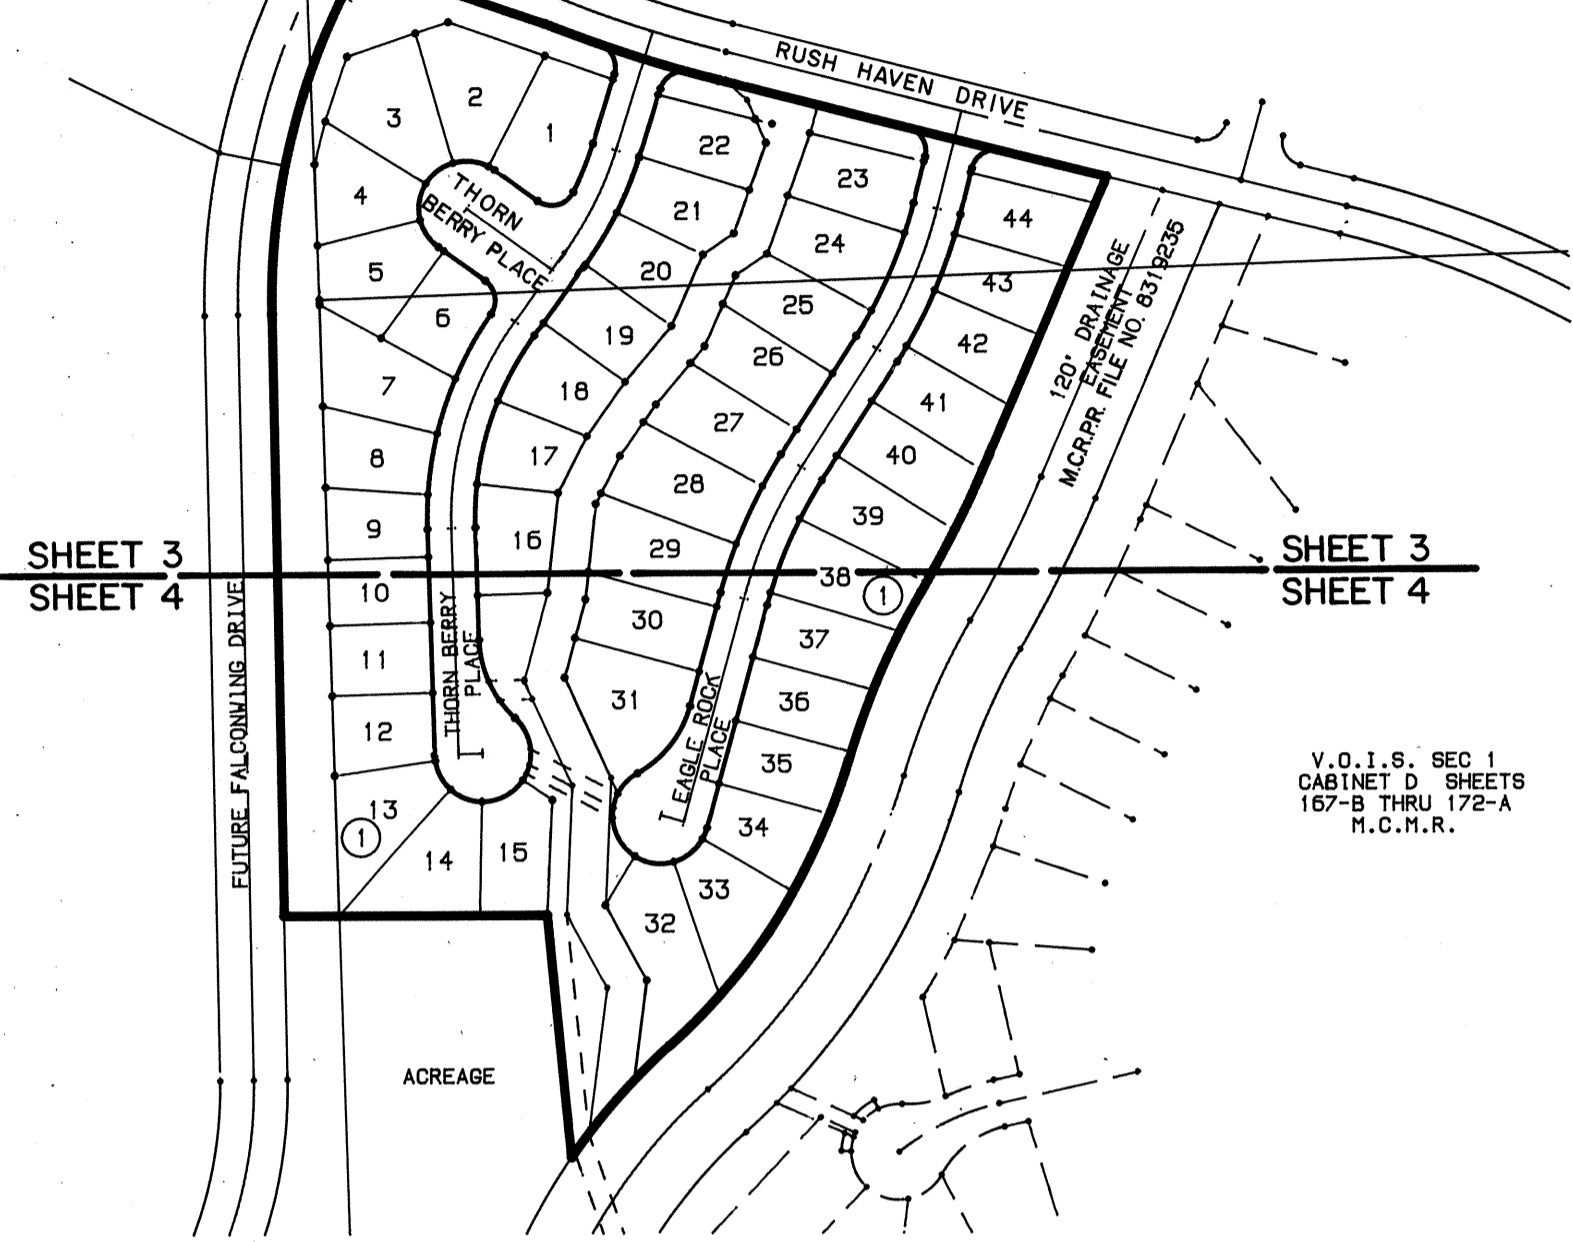 RUSH HAVEN DRIVE
1
2
3
4
5
6
7
8
9
10
11
12
13
14
15
16
17
18
19
20
21
22
23
24
25
26
27
28
29
30
31
32
33
34
35
36
37
38
39
40
41
42
43
44
THORN
BERRY PLACE
120' DRAINAGE
EASEMENT
M.C.R.P.R. FILE NO. 8319235
SHEET 3
SHEET 4
SHEET 3
SHEET 4
1
1
FUTURE FALCONWING DRIVE
THORN BERRY
PLACE
EAGLE ROCK
PLACE
V.O.I.S. SEC 1
CABINET D SHEETS
167-B THRU 172-A
M.C.M.R.
ACREAGE